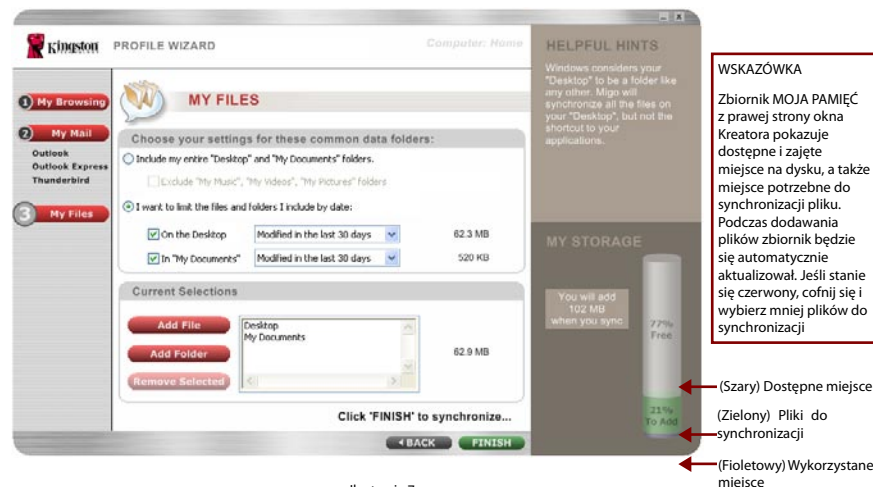 Kingston
PROFILE WIZARD
Computer: Home
1 My Browsing
2 My Mail
Outlook
Outlook Express
Thunderbird
3 My Files
MY FILES
Choose your settings for these common data folders:
Include my entire "Desktop" and "My Documents" folders.
Exclude "My Music", "My Videos", "My Pictures" folders
I want to limit the files and folders I include by date:
On the Desktop Modified in the last 30 days 62.3 MB
In "My Documents" Modified in the last 30 days 520 KB
Current Selections
Add File
Add Folder
Remove Selected
Desktop
My Documents
62.9 MB
Click 'FINISH' to synchronize...
BACK
FINISH
HELPFUL HINTS
Windows considers your
"Desktop" to be a folder like
any other. Migo will
synchronize all the files on
your "Desktop", but not the
shortcut to your
applications.
MY STORAGE
You will add
102 MB
when you sync
77%
Free
21%
To Add
WSKAZÓWKA
Zbiornik MOJA PAMIĘĆ
z prawej strony okna
Kreatora pokazuje
dostępne i zajęte
miejsce na dysku, a także
miejsce potrzebne do
synchronizacji pliku.
Podczas dodawania
plików zbiornik będzie
się automatycznie
aktualizował. Jeśli stanie
się czerwony, cofnij się i
wybierz mniej plików do
synchronizacji
(Szary) Dostępne miejsce
(Zielony) Pliki do
synchronizacji
(Fioletowy) Wykorzystane
miejsce